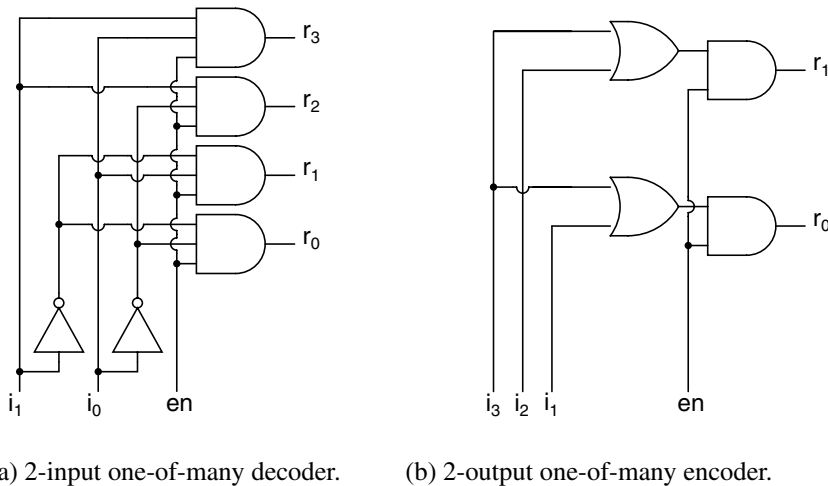 r3
r2
r1
r0
i1 i0 en
r1
r0
i3 i2 i1 en
a) 2-input one-of-many decoder.
(b) 2-output one-of-many encoder.